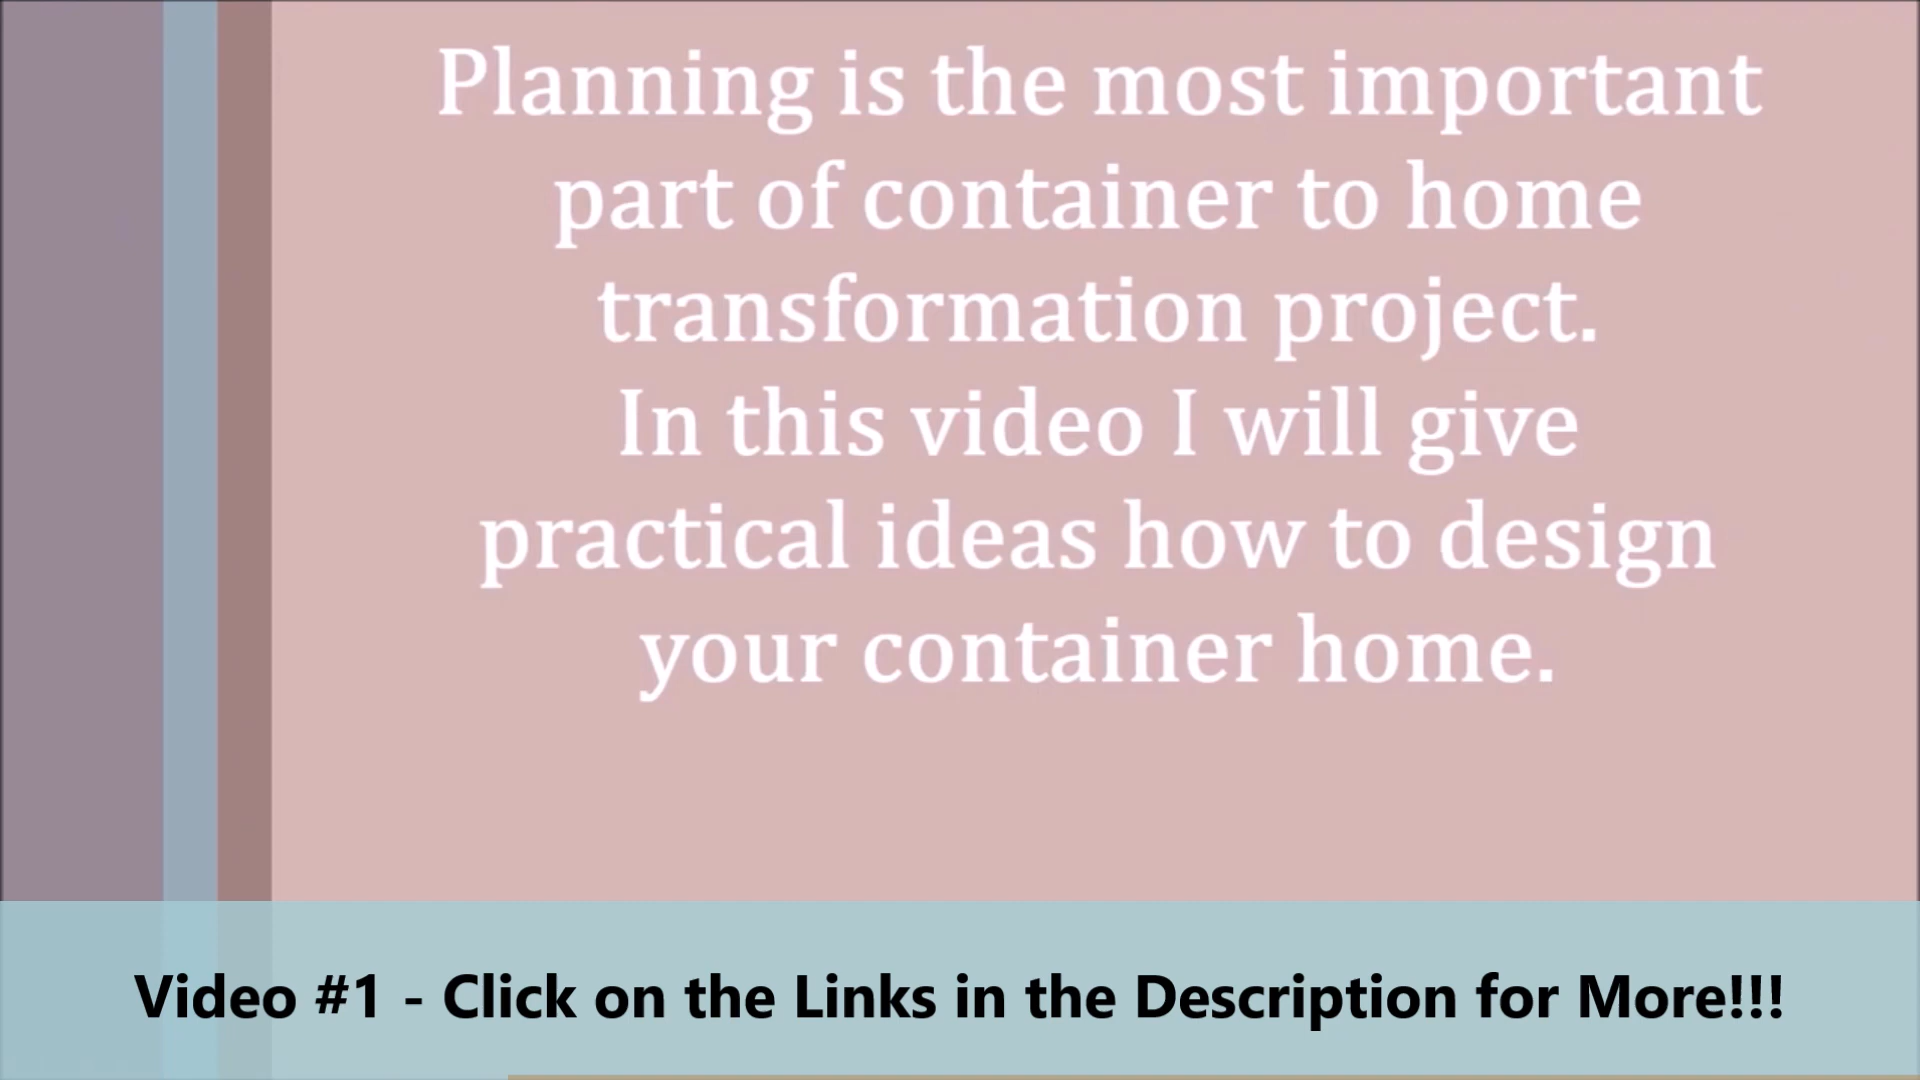 Planning is the most important
part of container to home
transformation project.
In this video I will give
practical ideas how to design
your container home.
Video #1 - Click on the Links in the Description for More!!!